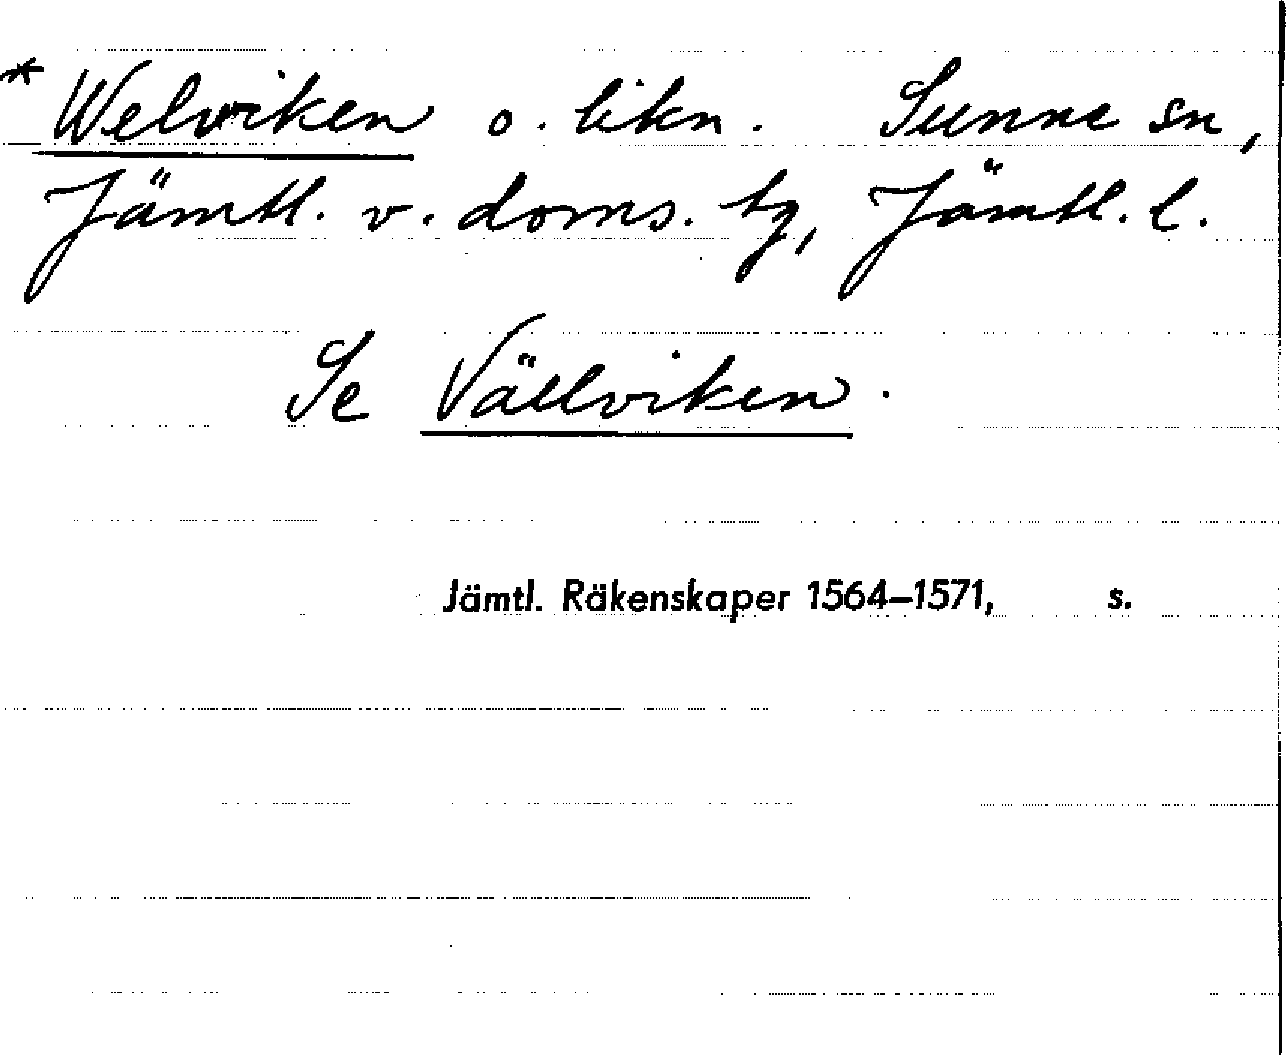 * Welviken o. likn. Sunne sn,
Jämtl. v. doms. tg, Jämtl. l.
Se Vällviken.
Jämtl. Räkenskaper 1564–1571, s.